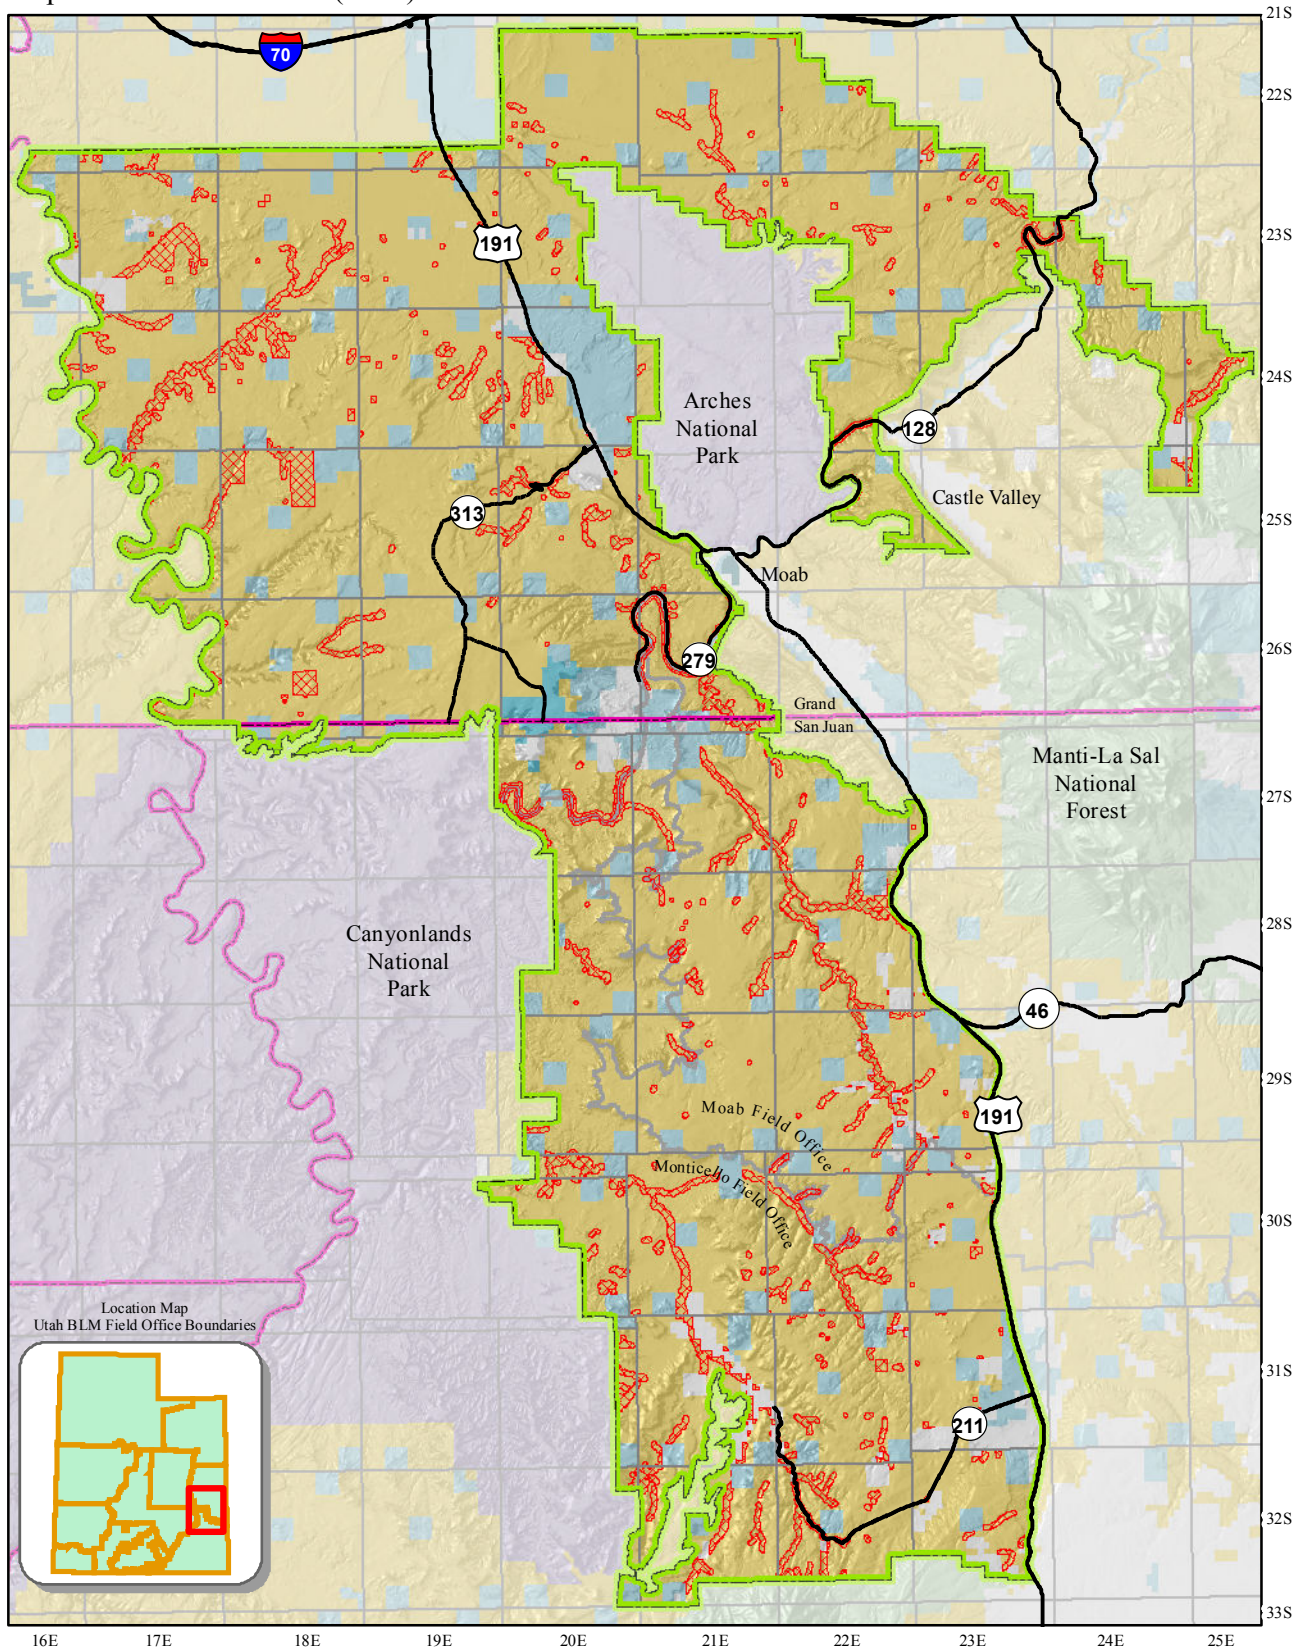 21S
70
22S
191
23S
24S
Arches
National
Park
128
Castle Valley
313
25S
Moab
279
26S
Grand
San Juan
Manti-La Sal
National
Forest
27S
28S
Canyonlands
National
Park
46
29S
Moab Field Office
191
Monticello Field Office
30S
Location Map
Utah BLM Field Office Boundaries
31S
211
32S
33S
16E 17E 18E 19E 20E 21E 22E 23E 24E 25E